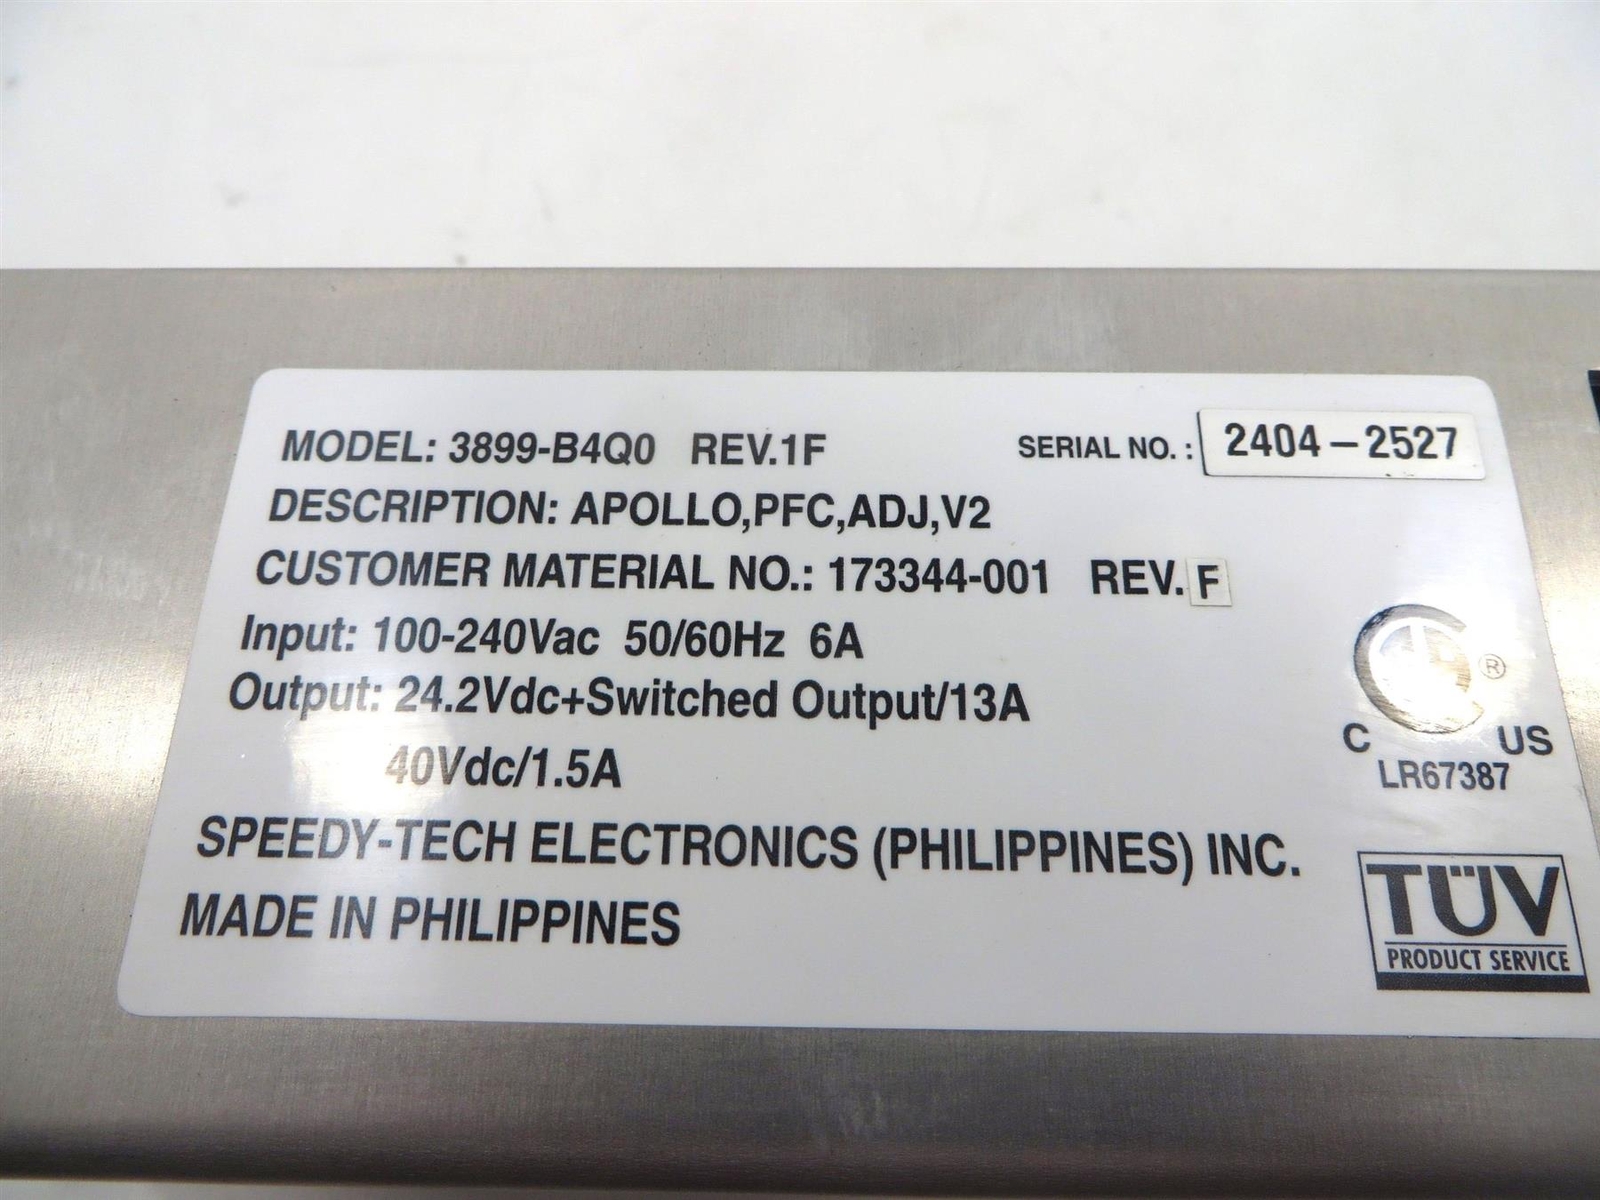 MODEL: 3899-B4Q0 REV.1F SERIAL NO. : 2404-2527
DESCRIPTION: APOLLO,PFC,ADJ,V2
CUSTOMER MATERIAL NO.: 173344-001 REV. F
Input: 100-240Vac 50/60Hz 6A
Output: 24.2Vdc+Switched Output/13A
40Vdc/1.5A
SPEEDY-TECH ELECTRONICS (PHILIPPINES) INC.
MADE IN PHILIPPINES
®
C US
LR67387
TÜV
PRODUCT SERVICE